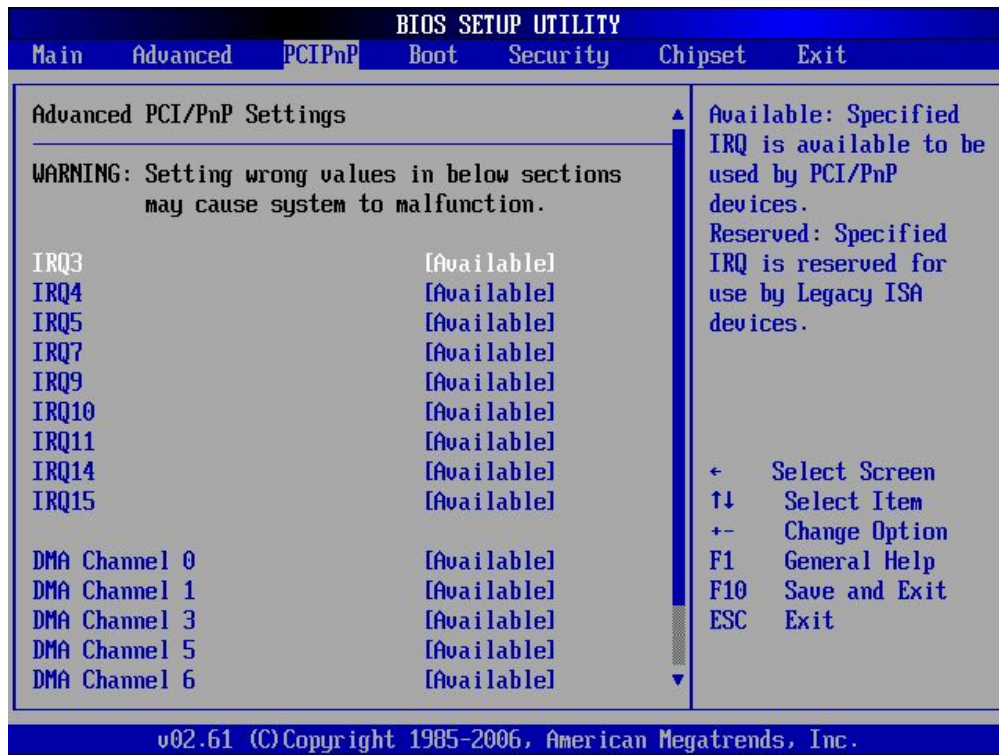 BIOS SETUP UTILITY
Main Advanced PCIPnP Boot Security Chipset Exit
Advanced PCI/PnP Settings
WARNING: Setting wrong values in below sections
may cause system to malfunction.
IRQ3 [Available]
IRQ4 [Available]
IRQ5 [Available]
IRQ7 [Available]
IRQ9 [Available]
IRQ10 [Available]
IRQ11 [Available]
IRQ14 [Available]
IRQ15 [Available]
DMA Channel 0 [Available]
DMA Channel 1 [Available]
DMA Channel 3 [Available]
DMA Channel 5 [Available]
DMA Channel 6 [Available]
Available: Specified
IRQ is available to be
used by PCI/PnP
devices.
Reserved: Specified
IRQ is reserved for
use by Legacy ISA
devices.
← Select Screen
↑↓ Select Item
+- Change Option
F1 General Help
F10 Save and Exit
ESC Exit
v02.61 (C)Copyright 1985-2006, American Megatrends, Inc.